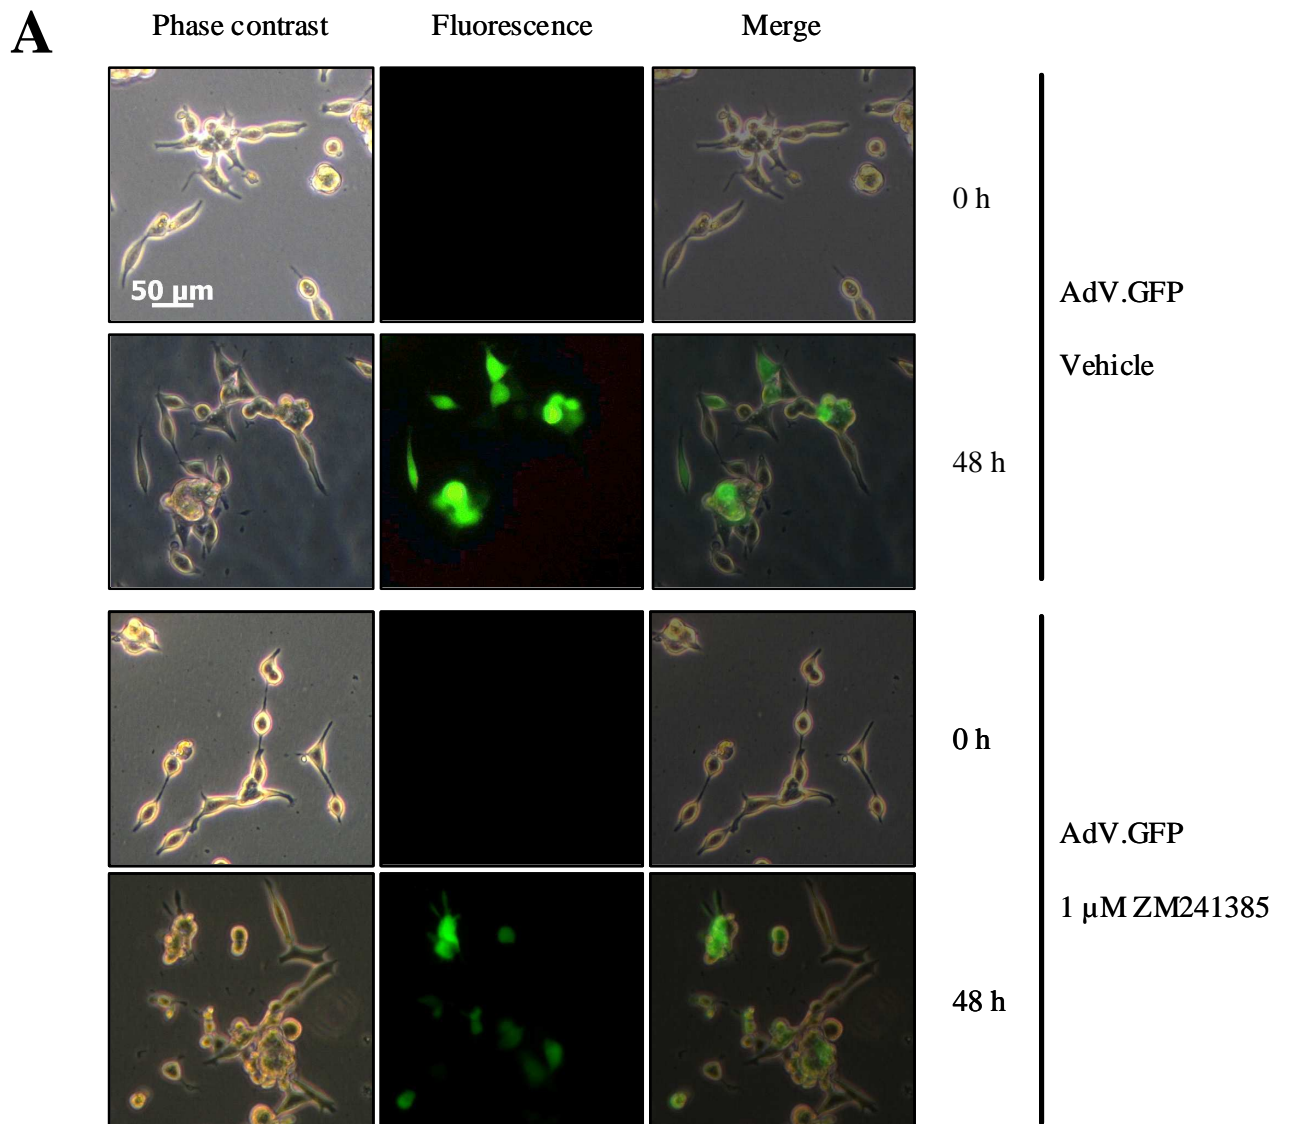 A
Phase contrast Fluorescence Merge
50 µm
0 h
AdV.GFP
Vehicle
48 h
0 h
AdV.GFP
1 µM ZM241385
48 h